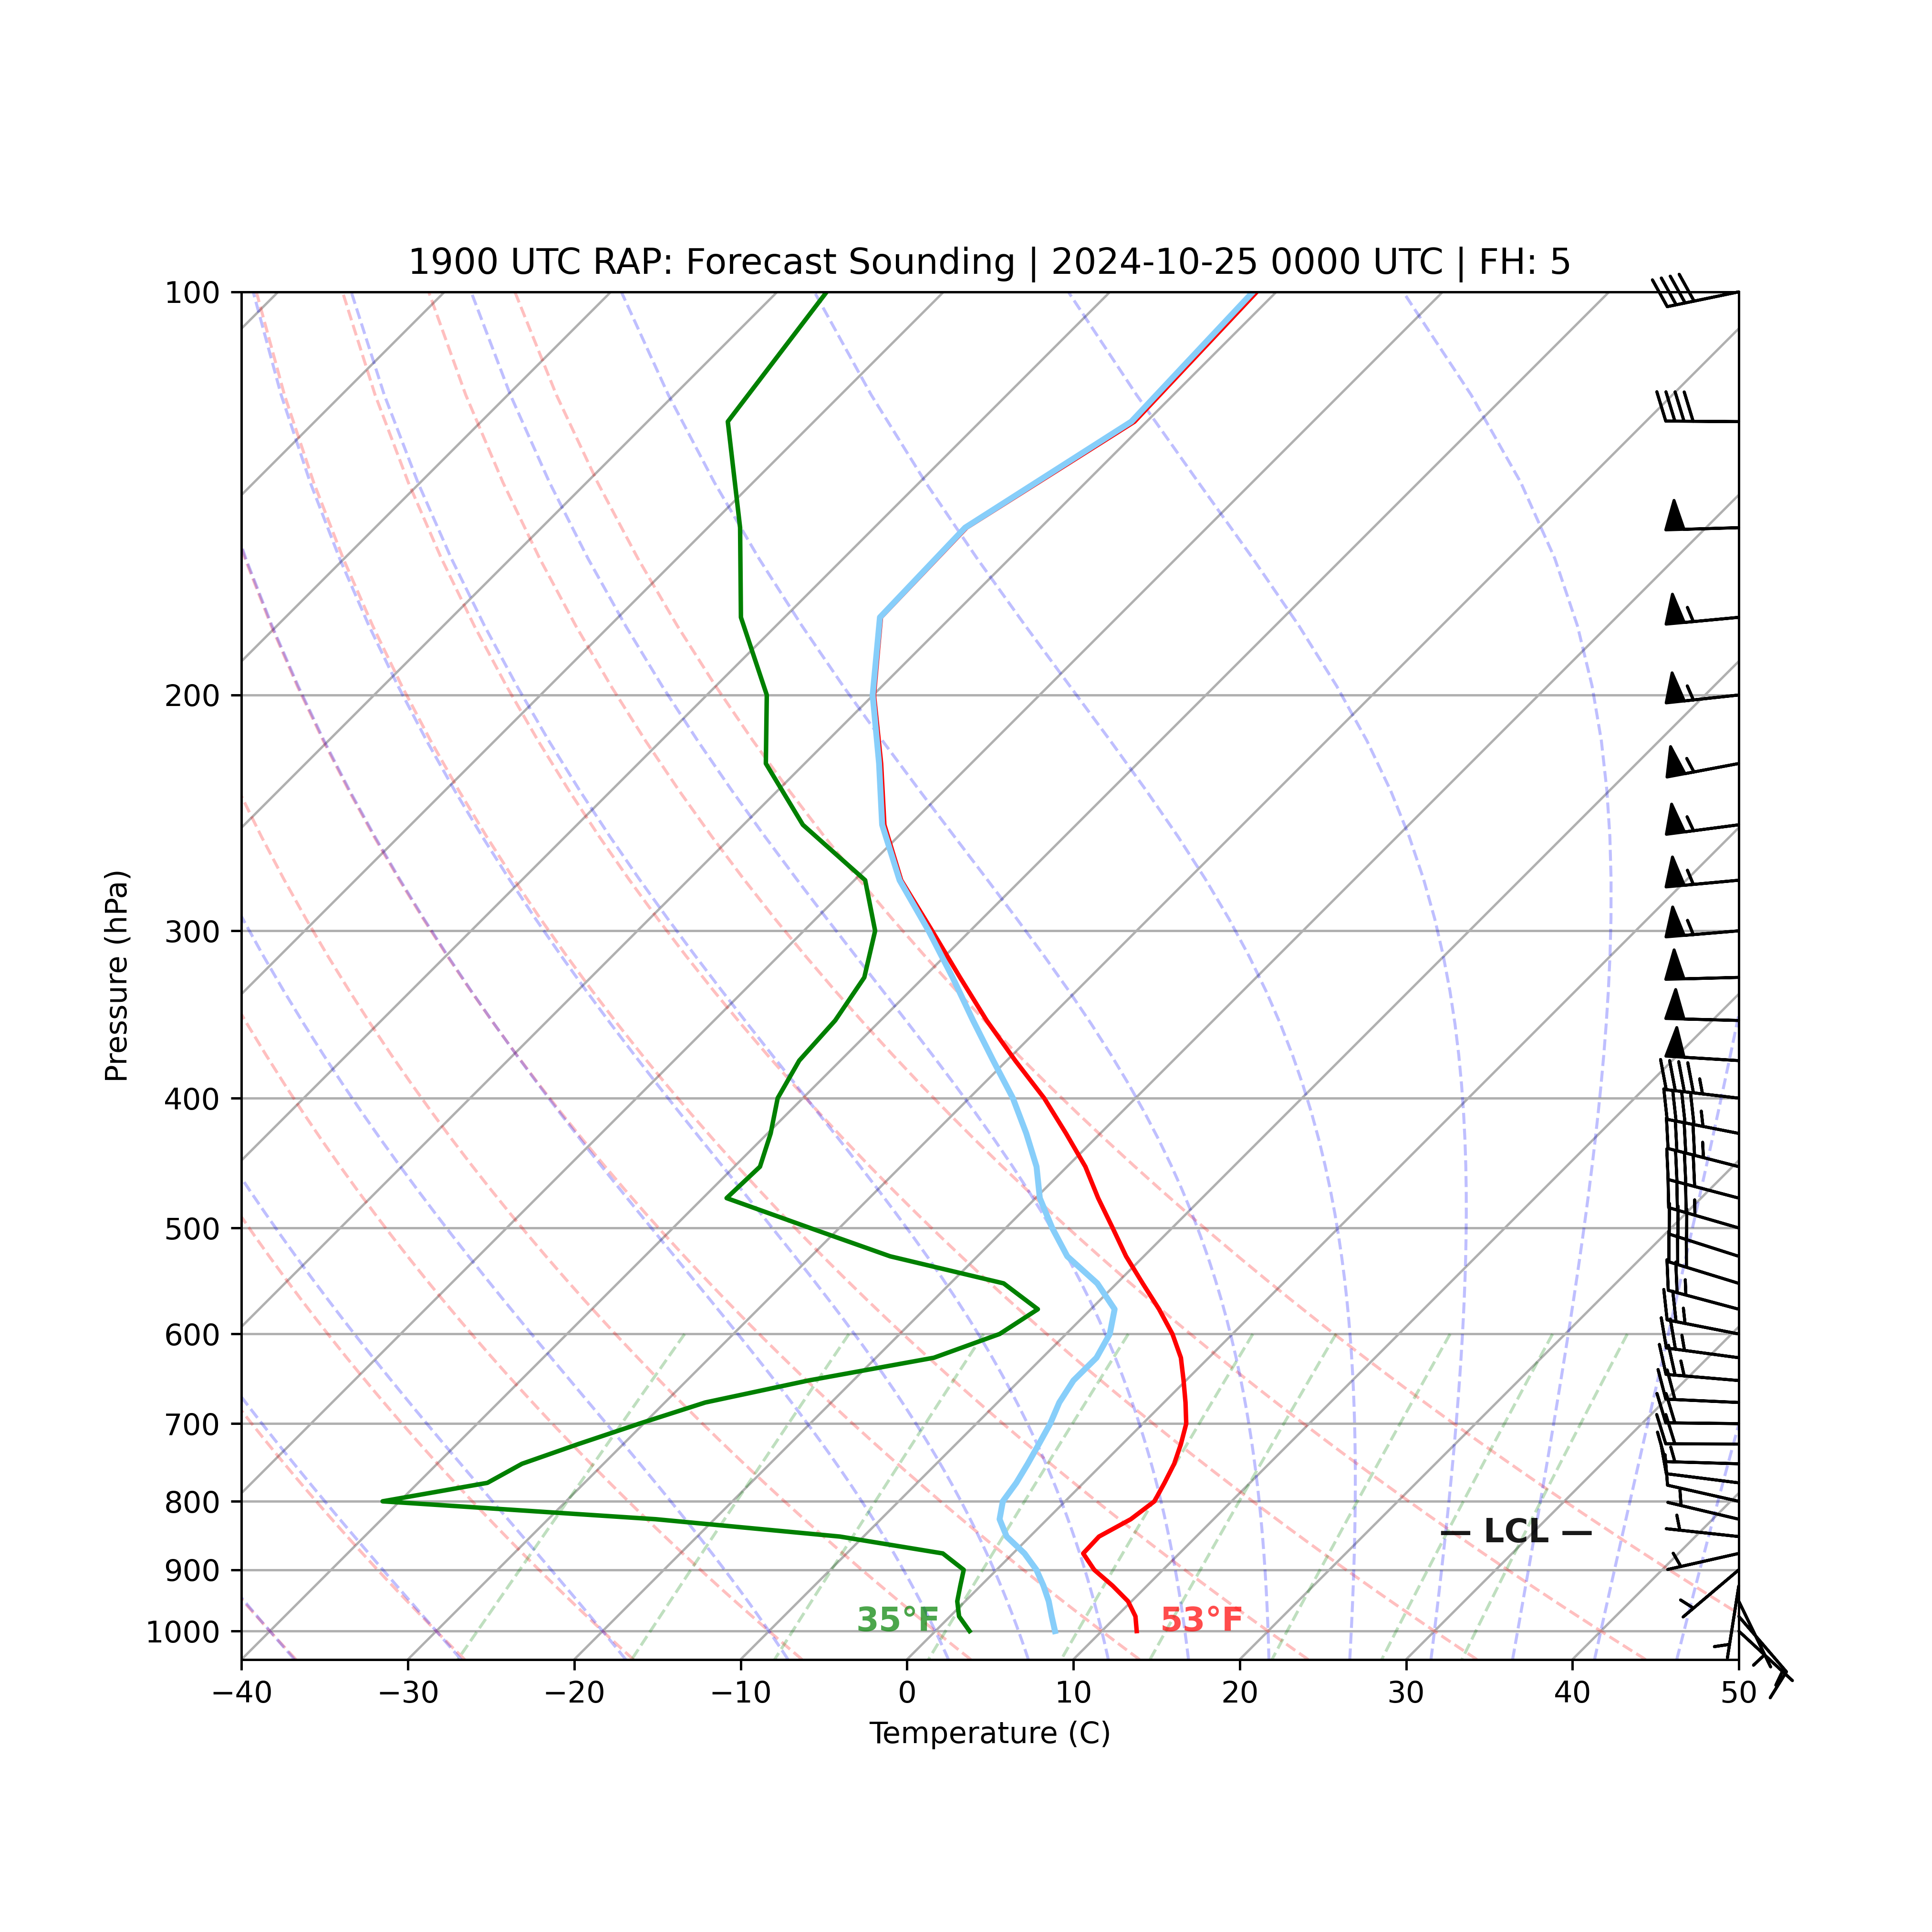 1900 UTC RAP: Forecast Sounding | 2024-10-25 0000 UTC | FH: 5
100
200
300
400
500
600
700
800
900
1000
Pressure (hPa)
— LCL —
35°F
53°F
−40 −30 −20 −10 0 10 20 30 40 50
Temperature (C)